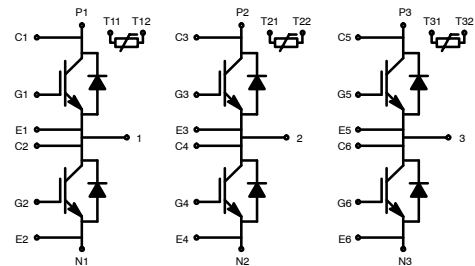 P1 T11 T12 P2 T21 T22 P3 T31 T32
C1 C3 C5
G1 G3 G5
E1 E3 E5
1 2 3
C2 C4 C6
G2 G4 G6
E2 E4 E6
N1 N2 N3